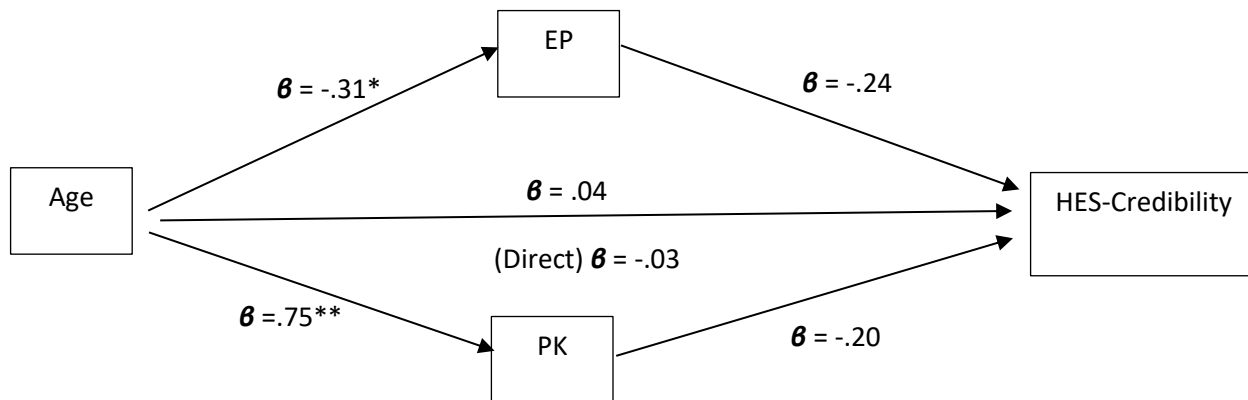 EP
β = -.31*
β = -.24
Age
β = .04
HES-Credibility
(Direct) β = -.03
β =.75**
PK
β = -.20